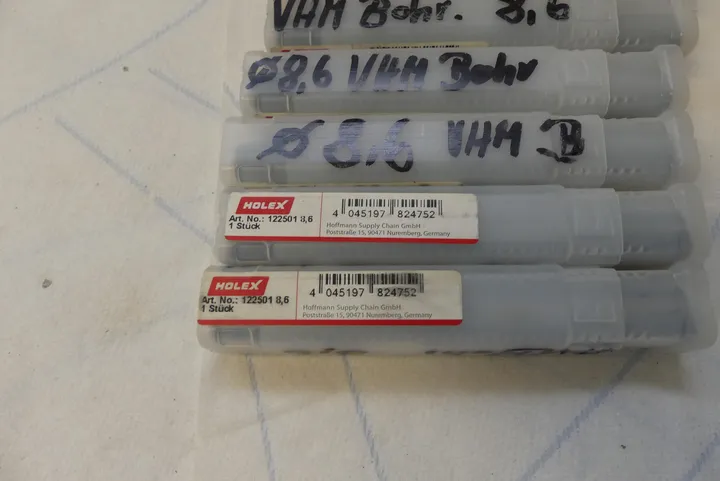 VHM Bohr. 8,6
Ø8,6 VHM Bohr
Ø 8,6 VHM B
HOLEX
Art. No.: 122501 8,6
1 Stück
4 045197 824752
Hoffmann Supply Chain GmbH
Poststraße 15, 90471 Nuremberg, Germany
HOLEX
Art. No.: 122501 8,6
1 Stück
4 045197 824752
Hoffmann Supply Chain GmbH
Poststraße 15, 90471 Nuremberg, Germany